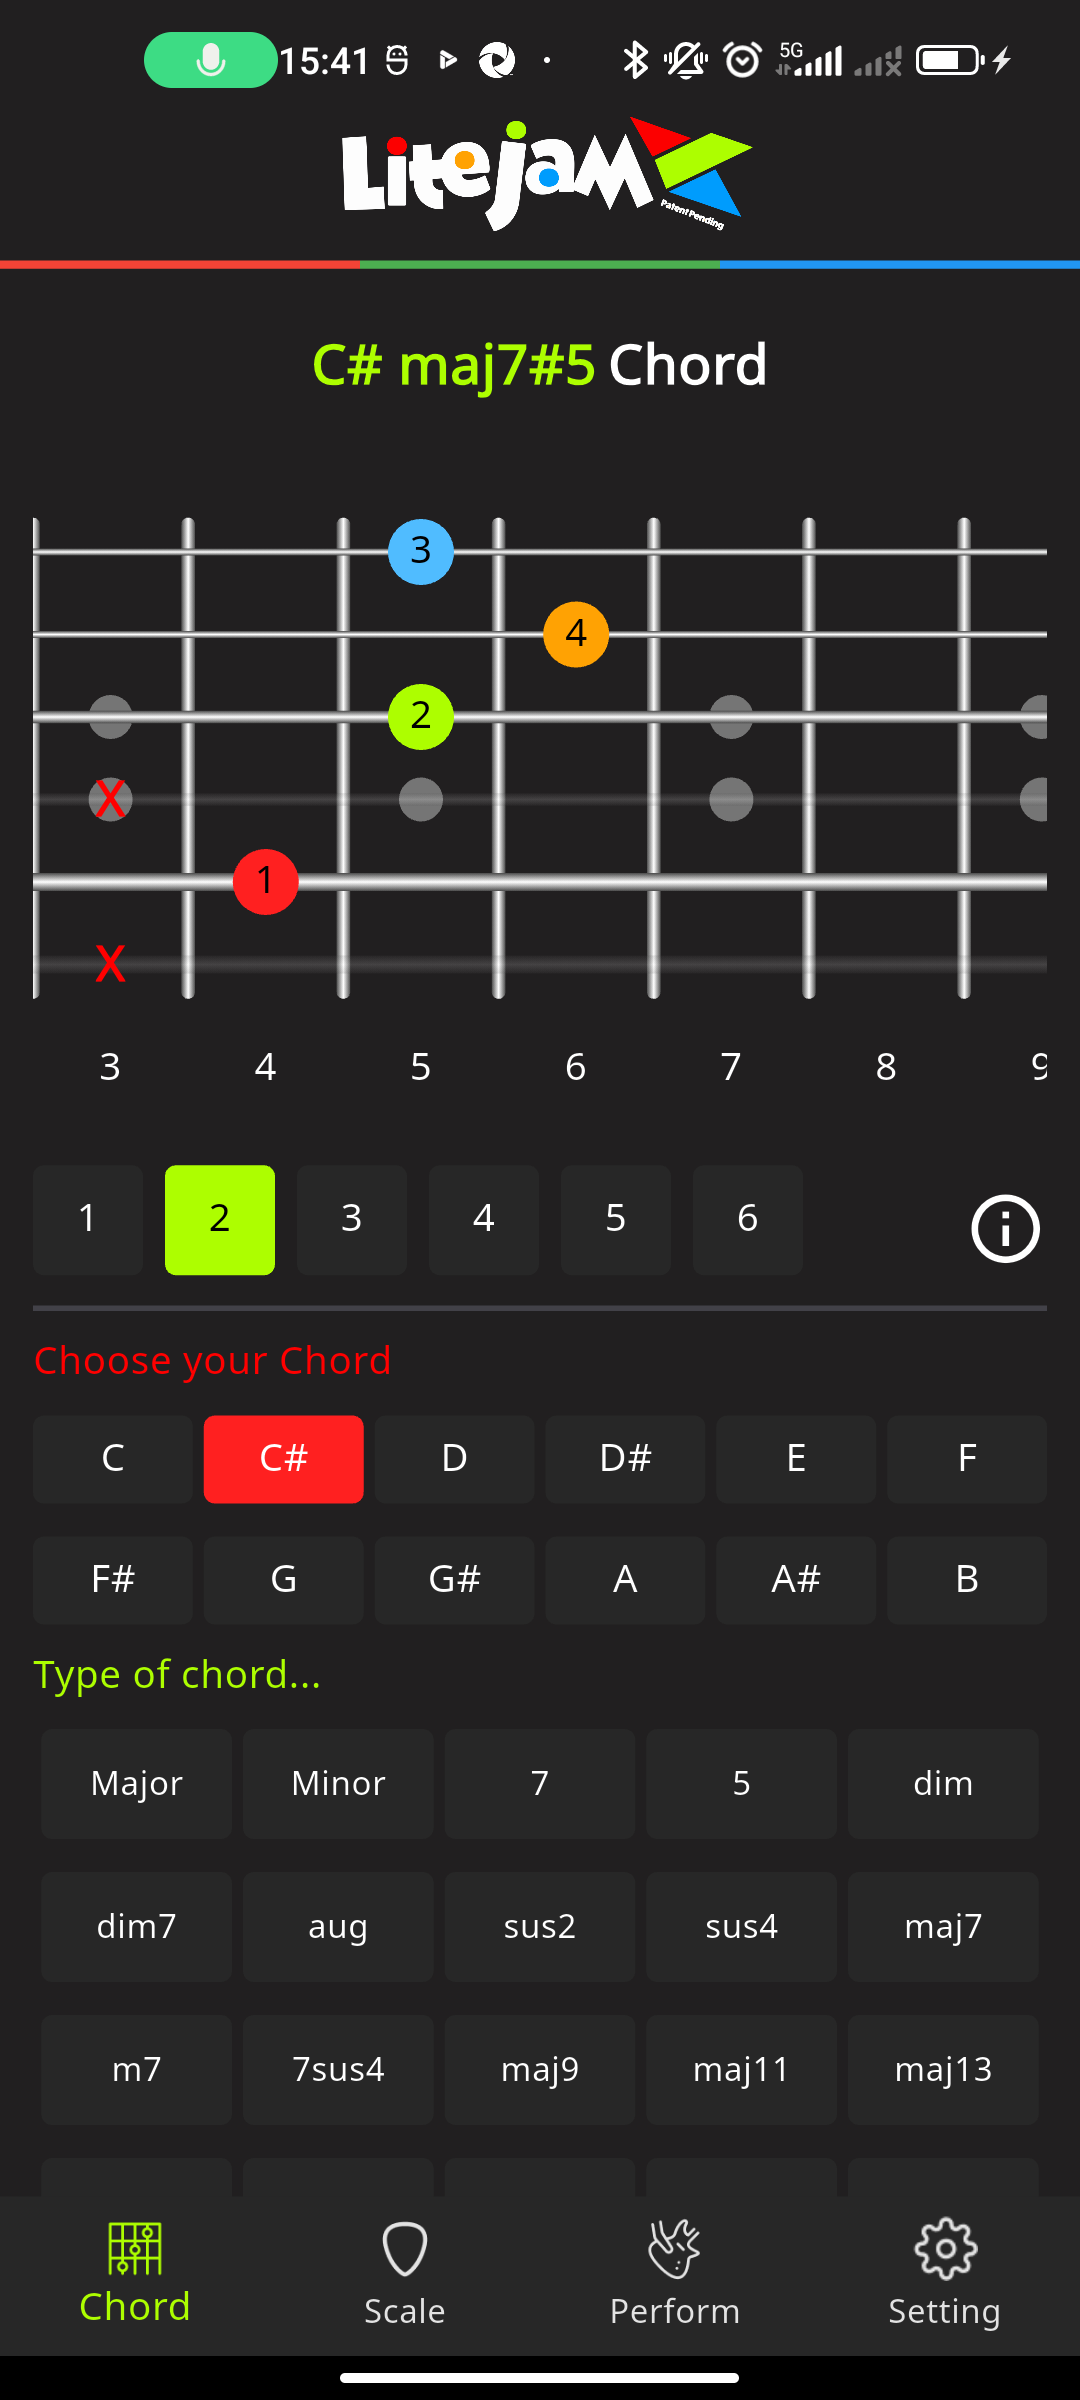 15:41 5G
Litejam
Patent Pending
C# maj7#5 Chord
3
4
2
X
1
X
3 4 5 6 7 8 9
1 2 3 4 5 6
Choose your Chord
C C# D D# E F
F# G G# A A# B
Type of chord...
Major Minor 7 5 dim
dim7 aug sus2 sus4 maj7
m7 7sus4 maj9 maj11 maj13
Chord Scale Perform Setting